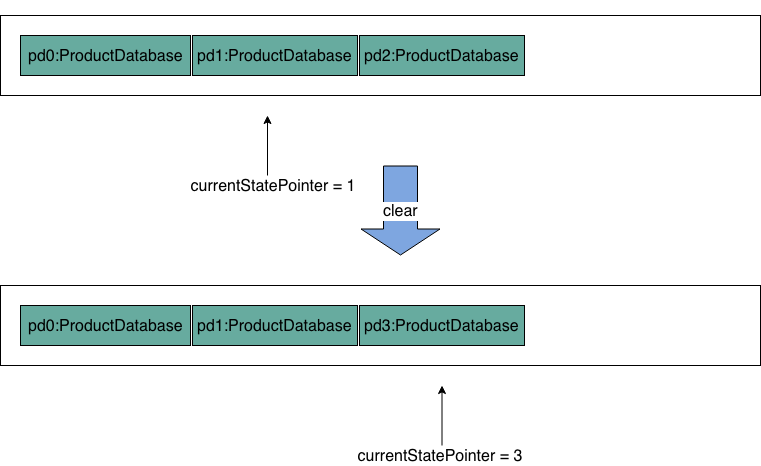 pd0:ProductDatabase pd1:ProductDatabase pd2:ProductDatabase
currentStatePointer = 1
clear
pd0:ProductDatabase pd1:ProductDatabase pd3:ProductDatabase
currentStatePointer = 3